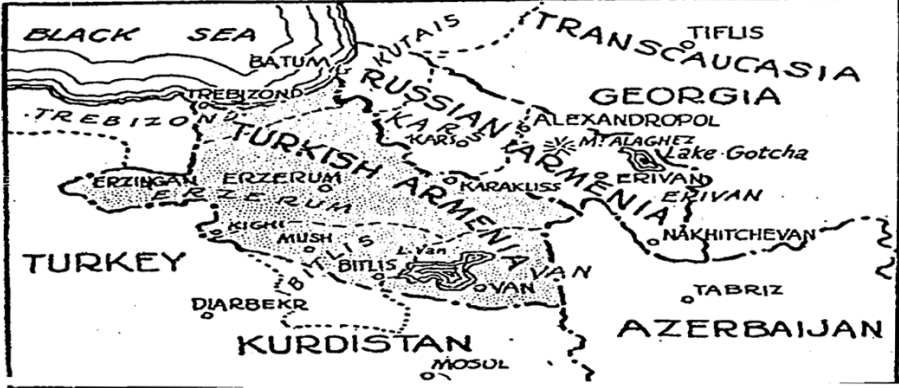 BLACK SEA
KUTAIS
TRANSCAUCASIA
TIFLIS
BATUM
TREBIZOND
RUSSIAN ARMENIA
GEORGIA
TREBIZOND
KARS
KARS
ALEXANDROPOL
MT. ALAGHEZ
Lake Gotcha
TURKISH ARMENIA
ERZINGAN
ERZERUM
ERZERUM
KARAKLISS
ERIVAN
ERIVAN
KIGHI
MUSH
BITLIS
BITLIS
L. Van
VAN
VAN
NAKHITCHEVAN
TURKEY
DIARBEKR
TABRIZ
KURDISTAN
AZERBAIJAN
MOSUL